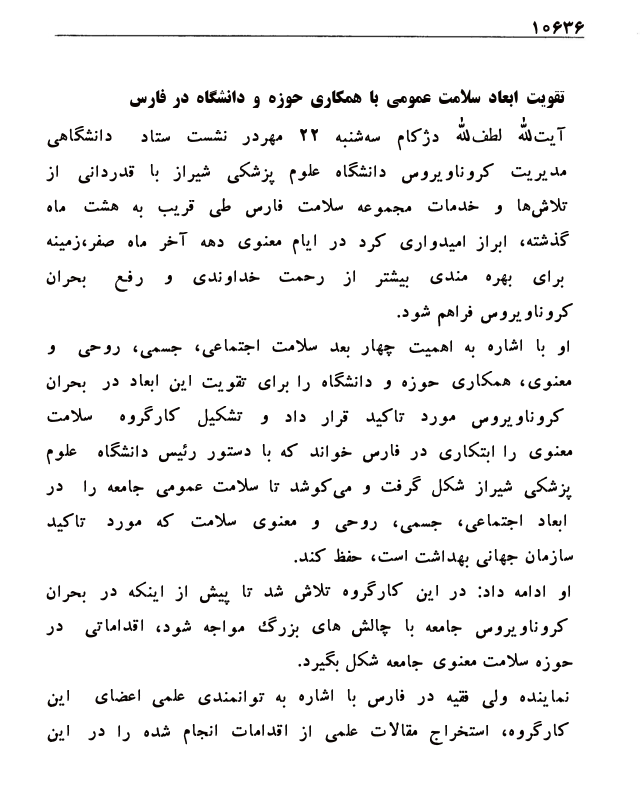 ۱۰۶۳۶
تقویت ابعاد سلامت عمومی با همکاری حوزه و دانشگاه در فارس
آیت‌الله لطف‌الله دژکام سه‌شنبه ۲۲ مهردر نشست ستاد دانشگاهی
مدیریت کروناویروس دانشگاه علوم پزشکی شیراز با قدردانی از
تلاش‌ها و خدمات مجموعه سلامت فارس طی قریب به هشت ماه
گذشته، ابراز امیدواری کرد در ایام معنوی دهه آخر ماه صفر،زمینه
برای بهره مندی بیشتر از رحمت خداوندی و رفع بحران
کروناویروس فراهم شود.
او با اشاره به اهمیت چهار بعد سلامت اجتماعی، جسمی، روحی و
معنوی، همکاری حوزه و دانشگاه را برای تقویت این ابعاد در بحران
کروناویروس مورد تاکید قرار داد و تشکیل کارگروه سلامت
معنوی را ابتکاری در فارس خواند که با دستور رئیس دانشگاه علوم
پزشکی شیراز شکل گرفت و می‌کوشد تا سلامت عمومی جامعه را در
ابعاد اجتماعی، جسمی، روحی و معنوی سلامت که مورد تاکید
سازمان جهانی بهداشت است، حفظ کند.
او ادامه داد: در این کارگروه تلاش شد تا پیش از اینکه در بحران
کروناویروس جامعه با چالش های بزرگ مواجه شود، اقداماتی در
حوزه سلامت معنوی جامعه شکل بگیرد.
نماینده ولی فقیه در فارس با اشاره به توانمندی علمی اعضای این
کارگروه، استخراج مقالات علمی از اقدامات انجام شده را در این